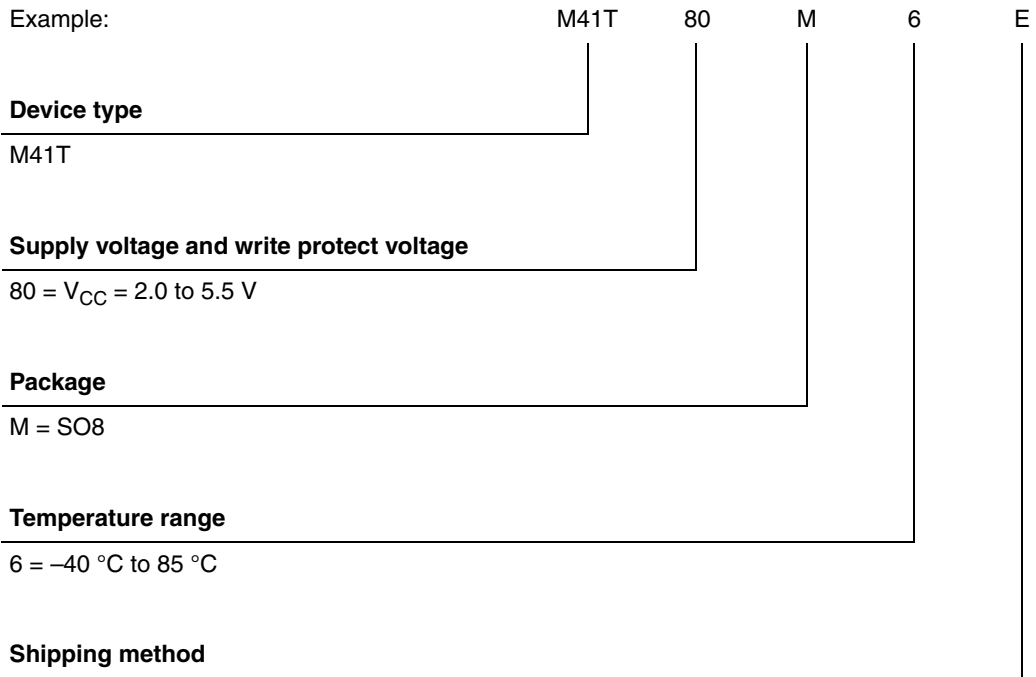 Example: M41T 80 M 6 E
Device type
M41T
Supply voltage and write protect voltage
80 = VCC = 2.0 to 5.5 V
Package
M = SO8
Temperature range
6 = –40 °C to 85 °C
Shipping method